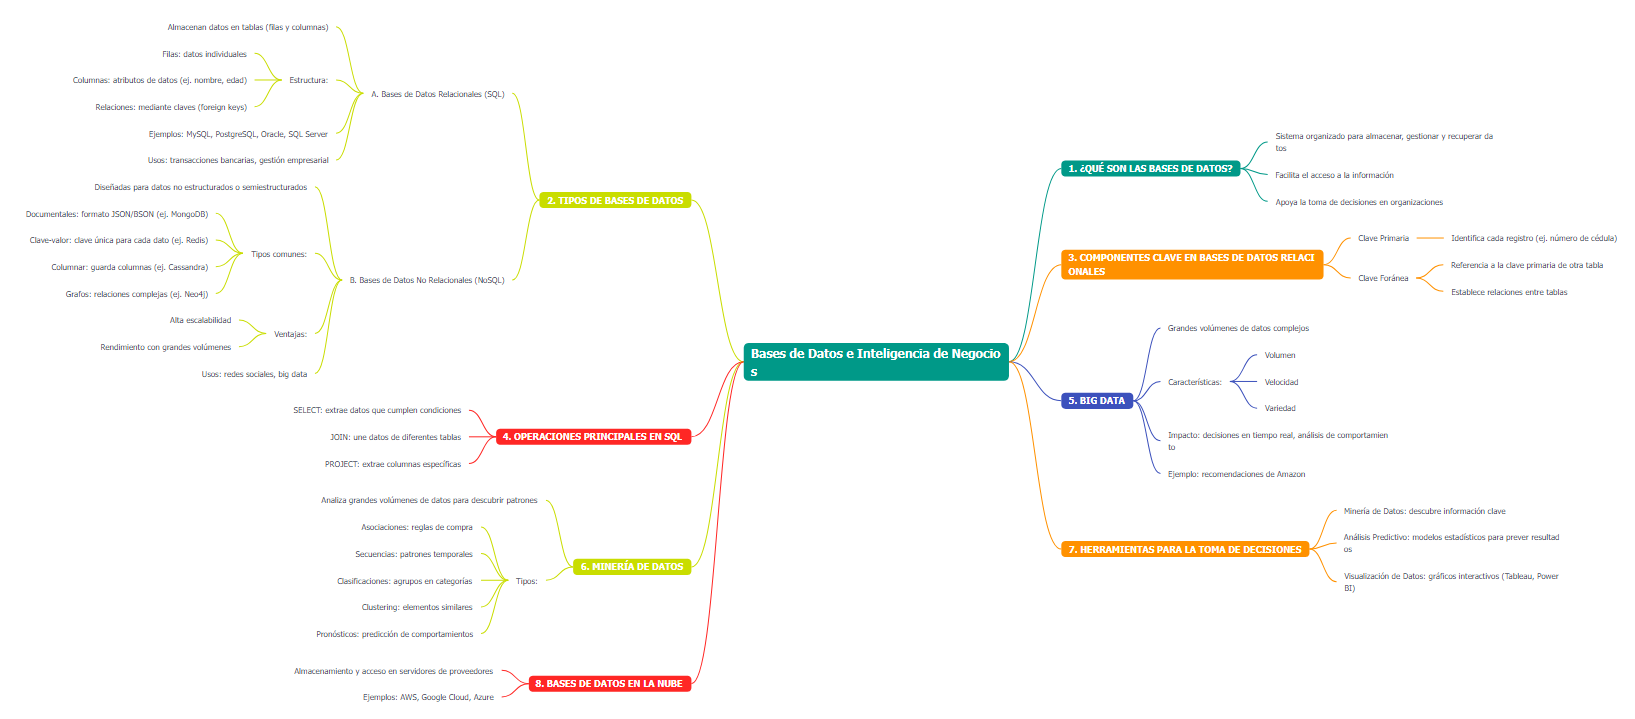 Bases de Datos e Inteligencia de Negocio
s
1. ¿QUÉ SON LAS BASES DE DATOS?
Sistema organizado para almacenar, gestionar y recuperar da
tos
Facilita el acceso a la información
Apoya la toma de decisiones en organizaciones
2. TIPOS DE BASES DE DATOS
A. Bases de Datos Relacionales (SQL)
Almacenan datos en tablas (filas y columnas)
Estructura:
Filas: datos individuales
Columnas: atributos de datos (ej. nombre, edad)
Relaciones: mediante claves (foreign keys)
Ejemplos: MySQL, PostgreSQL, Oracle, SQL Server
Usos: transacciones bancarias, gestión empresarial
B. Bases de Datos No Relacionales (NoSQL)
Diseñadas para datos no estructurados o semiestructurados
Tipos comunes:
Documentales: formato JSON/BSON (ej. MongoDB)
Clave-valor: clave única para cada dato (ej. Redis)
Columnar: guarda columnas (ej. Cassandra)
Grafos: relaciones complejas (ej. Neo4j)
Ventajas:
Alta escalabilidad
Rendimiento con grandes volúmenes
Usos: redes sociales, big data
3. COMPONENTES CLAVE EN BASES DE DATOS RELACI
ONALES
Clave Primaria
Identifica cada registro (ej. número de cédula)
Clave Foránea
Referencia a la clave primaria de otra tabla
Establece relaciones entre tablas
4. OPERACIONES PRINCIPALES EN SQL
SELECT: extrae datos que cumplen condiciones
JOIN: une datos de diferentes tablas
PROJECT: extrae columnas específicas
5. BIG DATA
Grandes volúmenes de datos complejos
Características:
Volumen
Velocidad
Variedad
Impacto: decisiones en tiempo real, análisis de comportamien
to
Ejemplo: recomendaciones de Amazon
6. MINERÍA DE DATOS
Analiza grandes volúmenes de datos para descubrir patrones
Tipos:
Asociaciones: reglas de compra
Secuencias: patrones temporales
Clasificaciones: agrupos en categorías
Clustering: elementos similares
Pronósticos: predicción de comportamientos
7. HERRAMIENTAS PARA LA TOMA DE DECISIONES
Minería de Datos: descubre información clave
Análisis Predictivo: modelos estadísticos para prever resultad
os
Visualización de Datos: gráficos interactivos (Tableau, Power
BI)
8. BASES DE DATOS EN LA NUBE
Almacenamiento y acceso en servidores de proveedores
Ejemplos: AWS, Google Cloud, Azure